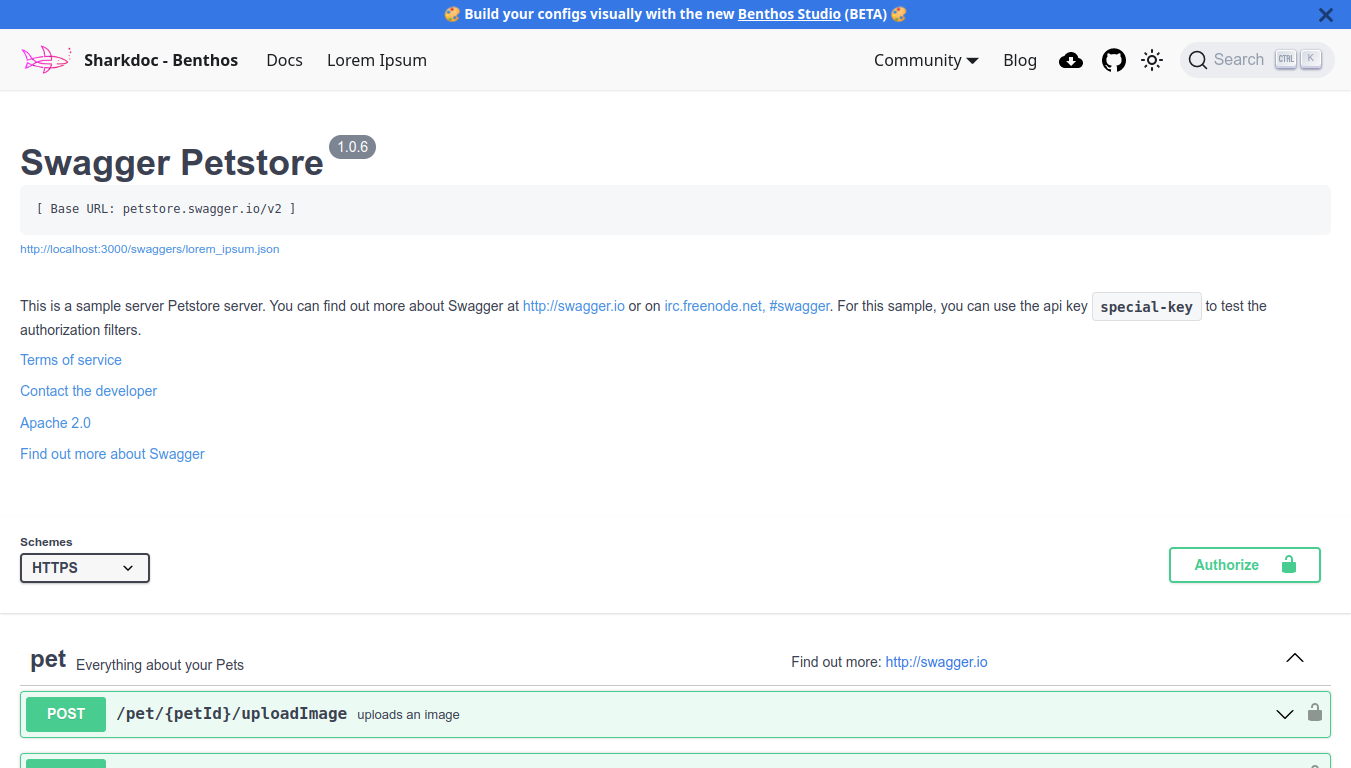 🎨 Build your configs visually with the new Benthos Studio (BETA) 🎨
Sharkdoc - Benthos Docs Lorem Ipsum Community Blog Search CTRL K
Swagger Petstore 1.0.6
[ Base URL: petstore.swagger.io/v2 ]
http://localhost:3000/swaggers/lorem_ipsum.json
This is a sample server Petstore server. You can find out more about Swagger at http://swagger.io or on irc.freenode.net, #swagger. For this sample, you can use the api key special-key to test the
authorization filters.
Terms of service
Contact the developer
Apache 2.0
Find out more about Swagger
Schemes
HTTPS
Authorize
pet Everything about your Pets Find out more: http://swagger.io
POST /pet/{petId}/uploadImage uploads an image